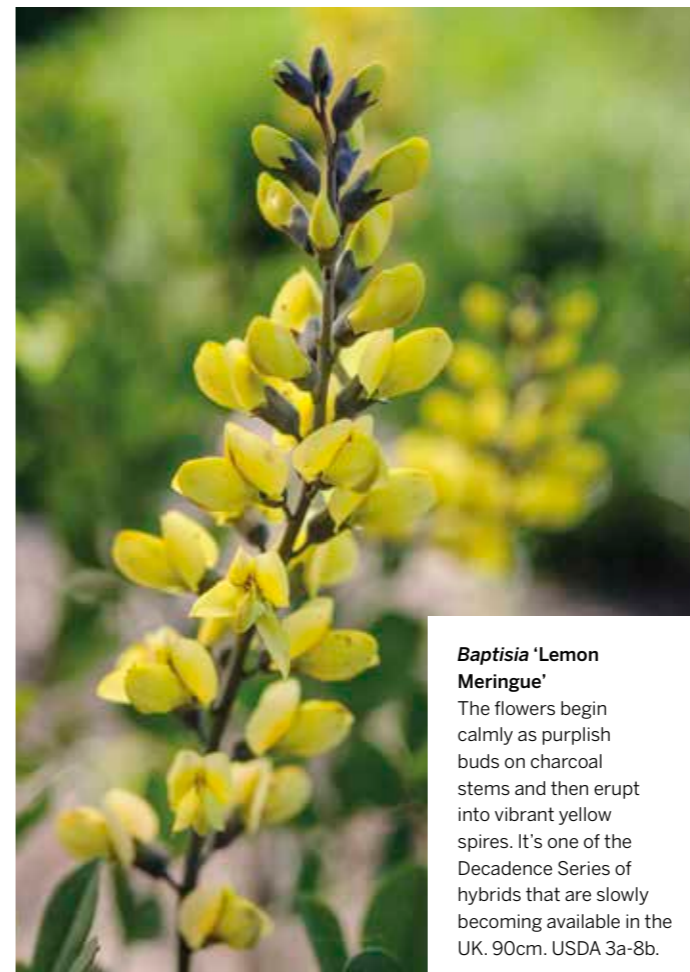 Baptisia ‘Lemon
Meringue’
The flowers begin
calmly as purplish
buds on charcoal
stems and then erupt
into vibrant yellow
spires. It’s one of the
Decadence Series of
hybrids that are slowly
becoming available in the
UK. 90cm. USDA 3a-8b.